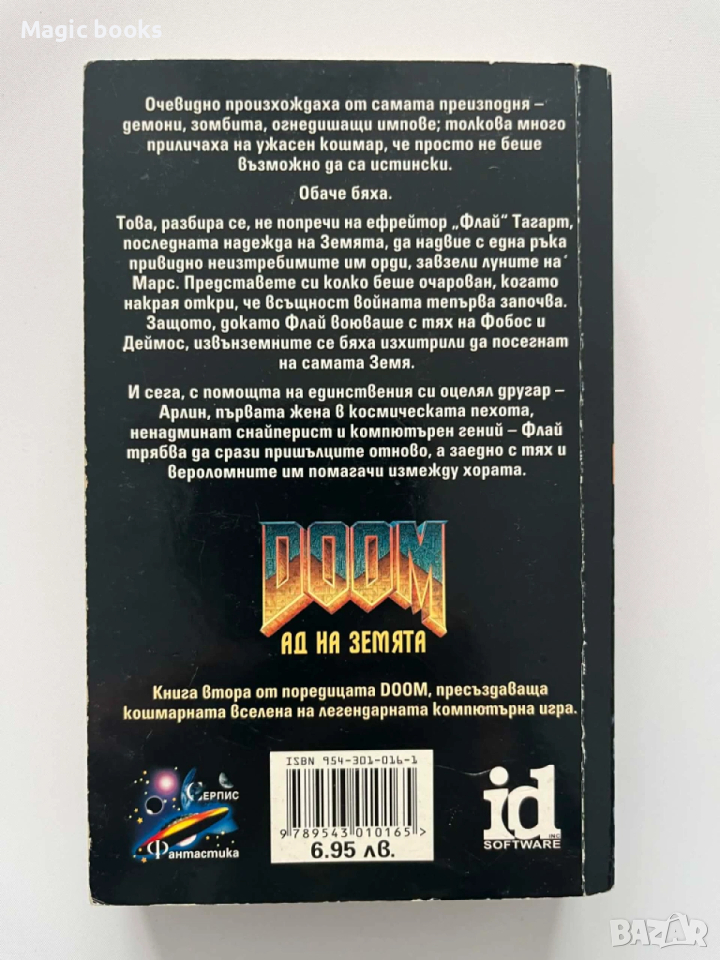 Magic books
Очевидно произхождаха от самата преизподня –
демони, зомбита, огнедишащи импове; толкова много
приличаха на ужасен кошмар, че просто не беше
възможно да са истински.
Обаче бяха.
Това, разбира се, не попречи на ефрейтор „Флай“ Тагарт,
последната надежда на Земята, да надвие с една ръка
привидно неизтребимите им орди, завзели луните на
Марс. Представете си колко беше очарован, когато
накрая откри, че всъщност войната тепърва започва.
Защото, докато Флай воюваше с тях на Фобос и
Деймос, извънземните се бяха изхитрили да посегнат
на самата Земя.
И сега, с помощта на единствения си оцелял другар –
Арлин, първата жена в космическата пехота,
ненадминат снайперист и компютърен гений – Флай
трябва да срази пришълците отново, а заедно с тях и
вероломните им помагачи измежду хората.
DOOM
АД НА ЗЕМЯТА
Книга втора от поредицата DOOM, пресъздаваща
кошмарната вселена на легендарната компютърна игра.
ISBN 954-301-016-1
9 789543 010165 >
6.95 лв.
Серпис
Фантастика
id
INC
SOFTWARE
BAZAR